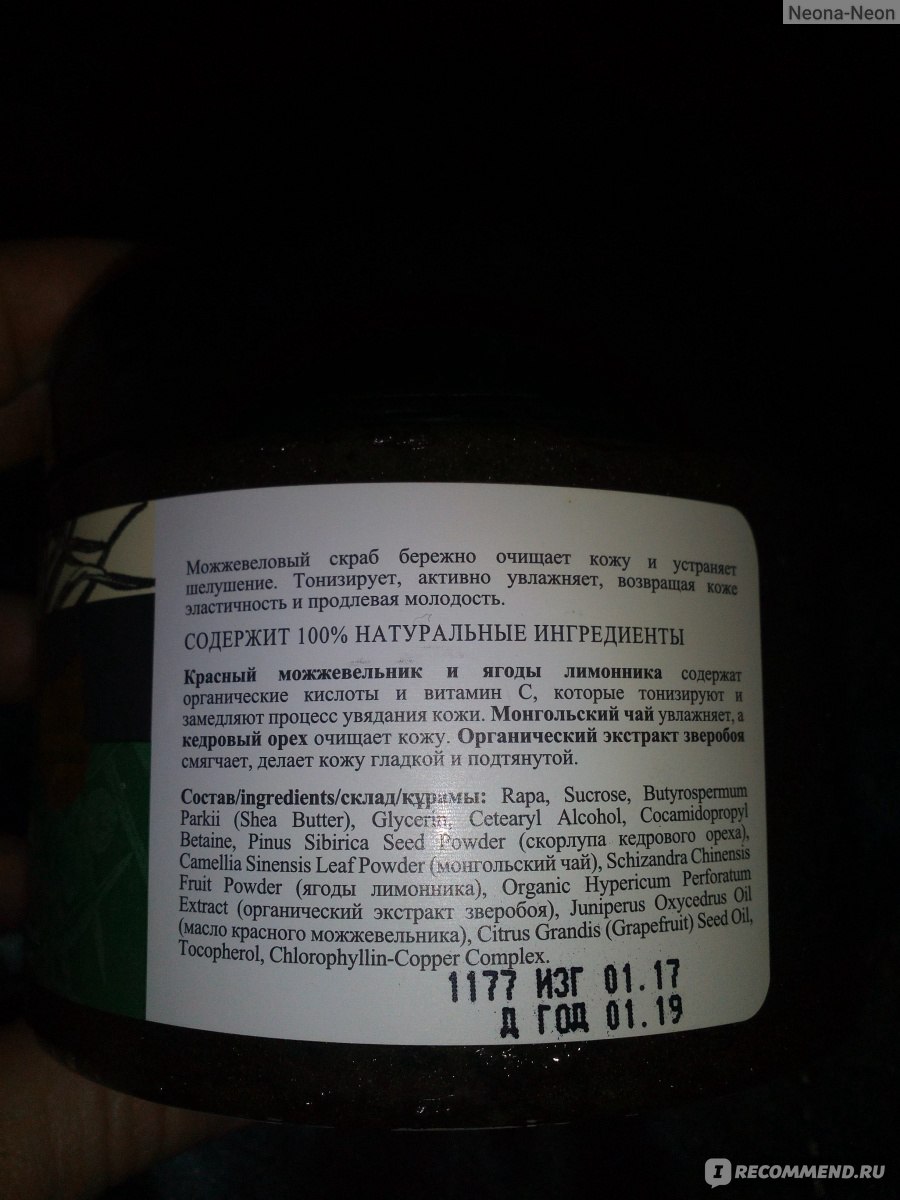 Neona-Neon
Можжевеловый скраб бережно очищает кожу и устраняет
шелушение. Тонизирует, активно увлажняет, возвращая коже
эластичность и продлевая молодость.
СОДЕРЖИТ 100% НАТУРАЛЬНЫЕ ИНГРЕДИЕНТЫ
Красный можжевельник и ягоды лимонника содержат
органические кислоты и витамин С, которые тонизируют и
замедляют процесс увядания кожи. Монгольский чай увлажняет, а
кедровый орех очищает кожу. Органический экстракт зверобоя
смягчает, делает кожу гладкой и подтянутой.
Состав/ingredients/склад/құрамы: Rapa, Sucrose, Butyrospermum
Parkii (Shea Butter), Glycerin, Cetearyl Alcohol, Cocamidopropyl
Betaine, Pinus Sibirica Seed Powder (скорлупа кедрового ореха),
Camellia Sinensis Leaf Powder (монгольский чай), Schizandra Chinensis
Fruit Powder (ягоды лимонника), Organic Hypericum Perforatum
Extract (органический экстракт зверобоя), Juniperus Oxycedrus Oil
(масло красного можжевельника), Citrus Grandis (Grapefruit) Seed Oil,
Tocopherol, Chlorophyllin-Copper Complex.
1177 ИЗГ 01.17
Д ГОД 01.19
IRECOMMEND.RU